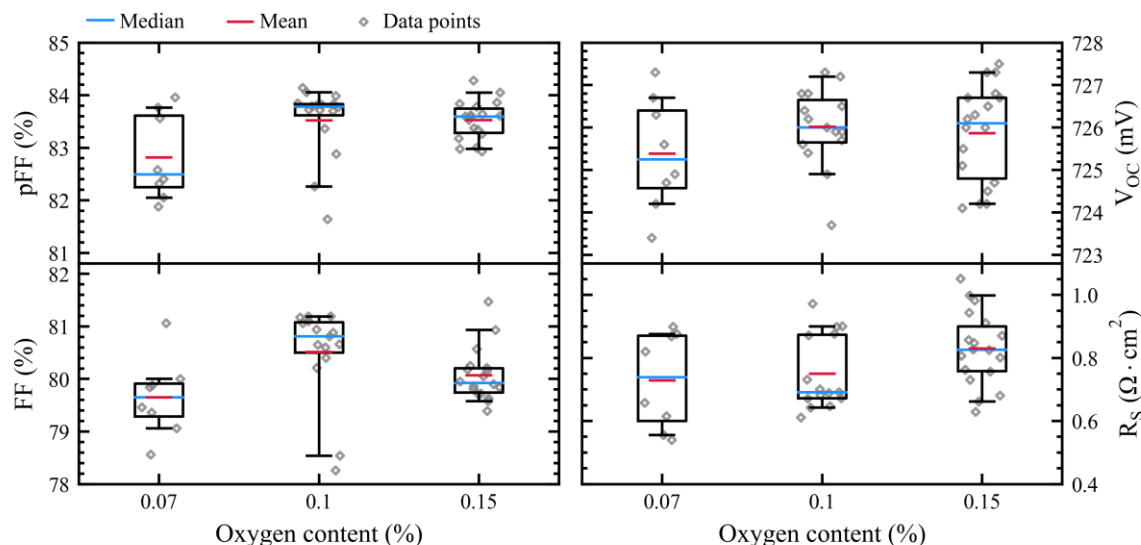 Median Mean Data points
85
84
83
82
81
pFF (%)
82
81
80
79
78
FF (%)
0.07 0.1 0.15
Oxygen content (%)
728
727
726
725
724
723
V_OC (mV)
1.0
0.8
0.6
0.4
R_S (Ω · cm²)
0.07 0.1 0.15
Oxygen content (%)